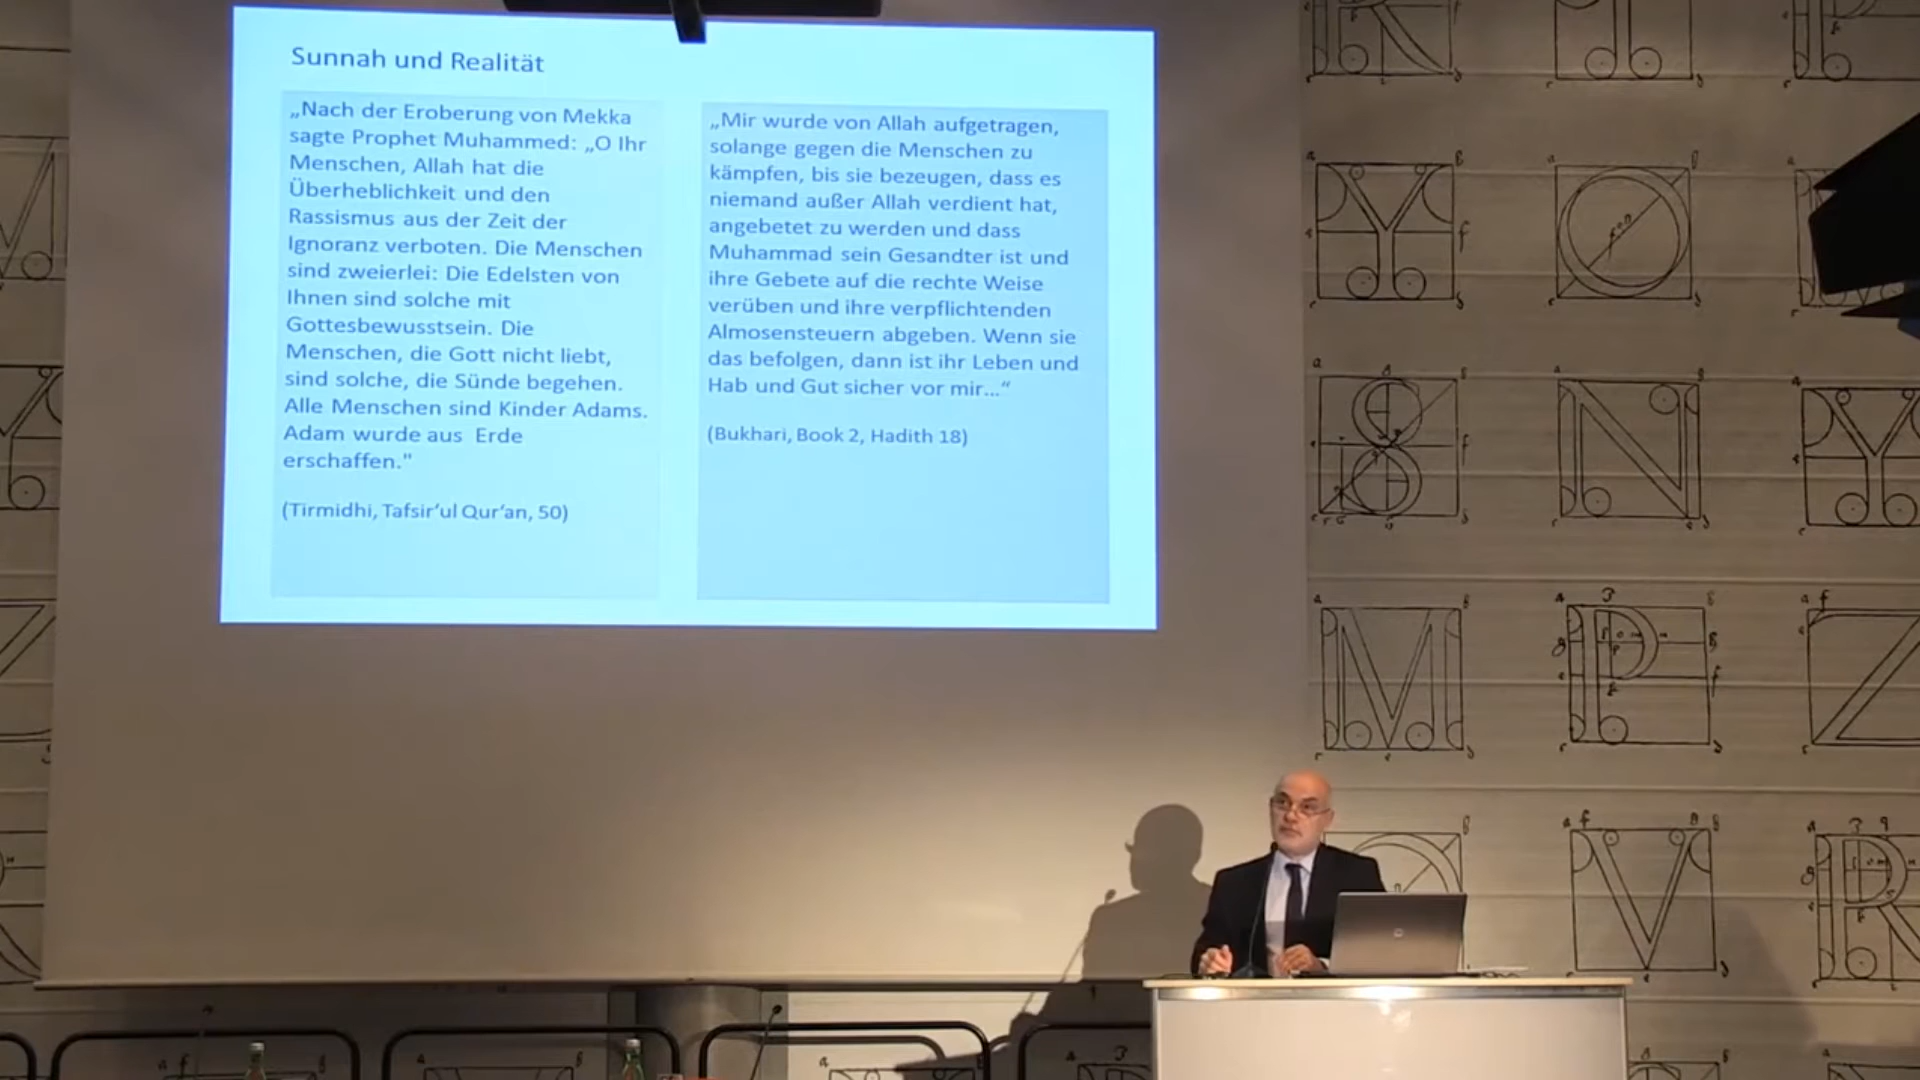 Sunnah und Realität
„Nach der Eroberung von Mekka
sagte Prophet Muhammed: „O Ihr
Menschen, Allah hat die
Überheblichkeit und den
Rassismus aus der Zeit der
Ignoranz verboten. Die Menschen
sind zweierlei: Die Edelsten von
Ihnen sind solche mit
Gottesbewusstsein. Die
Menschen, die Gott nicht liebt,
sind solche, die Sünde begehen.
Alle Menschen sind Kinder Adams.
Adam wurde aus Erde
erschaffen."
(Tirmidhi, Tafsir'ul Qur'an, 50)
„Mir wurde von Allah aufgetragen,
solange gegen die Menschen zu
kämpfen, bis sie bezeugen, dass es
niemand außer Allah verdient hat,
angebetet zu werden und dass
Muhammad sein Gesandter ist und
ihre Gebete auf die rechte Weise
verüben und ihre verpflichtenden
Almosensteuern abgeben. Wenn sie
das befolgen, dann ist ihr Leben und
Hab und Gut sicher vor mir..."
(Bukhari, Book 2, Hadith 18)
Y O
S N Y
M P Z
V R